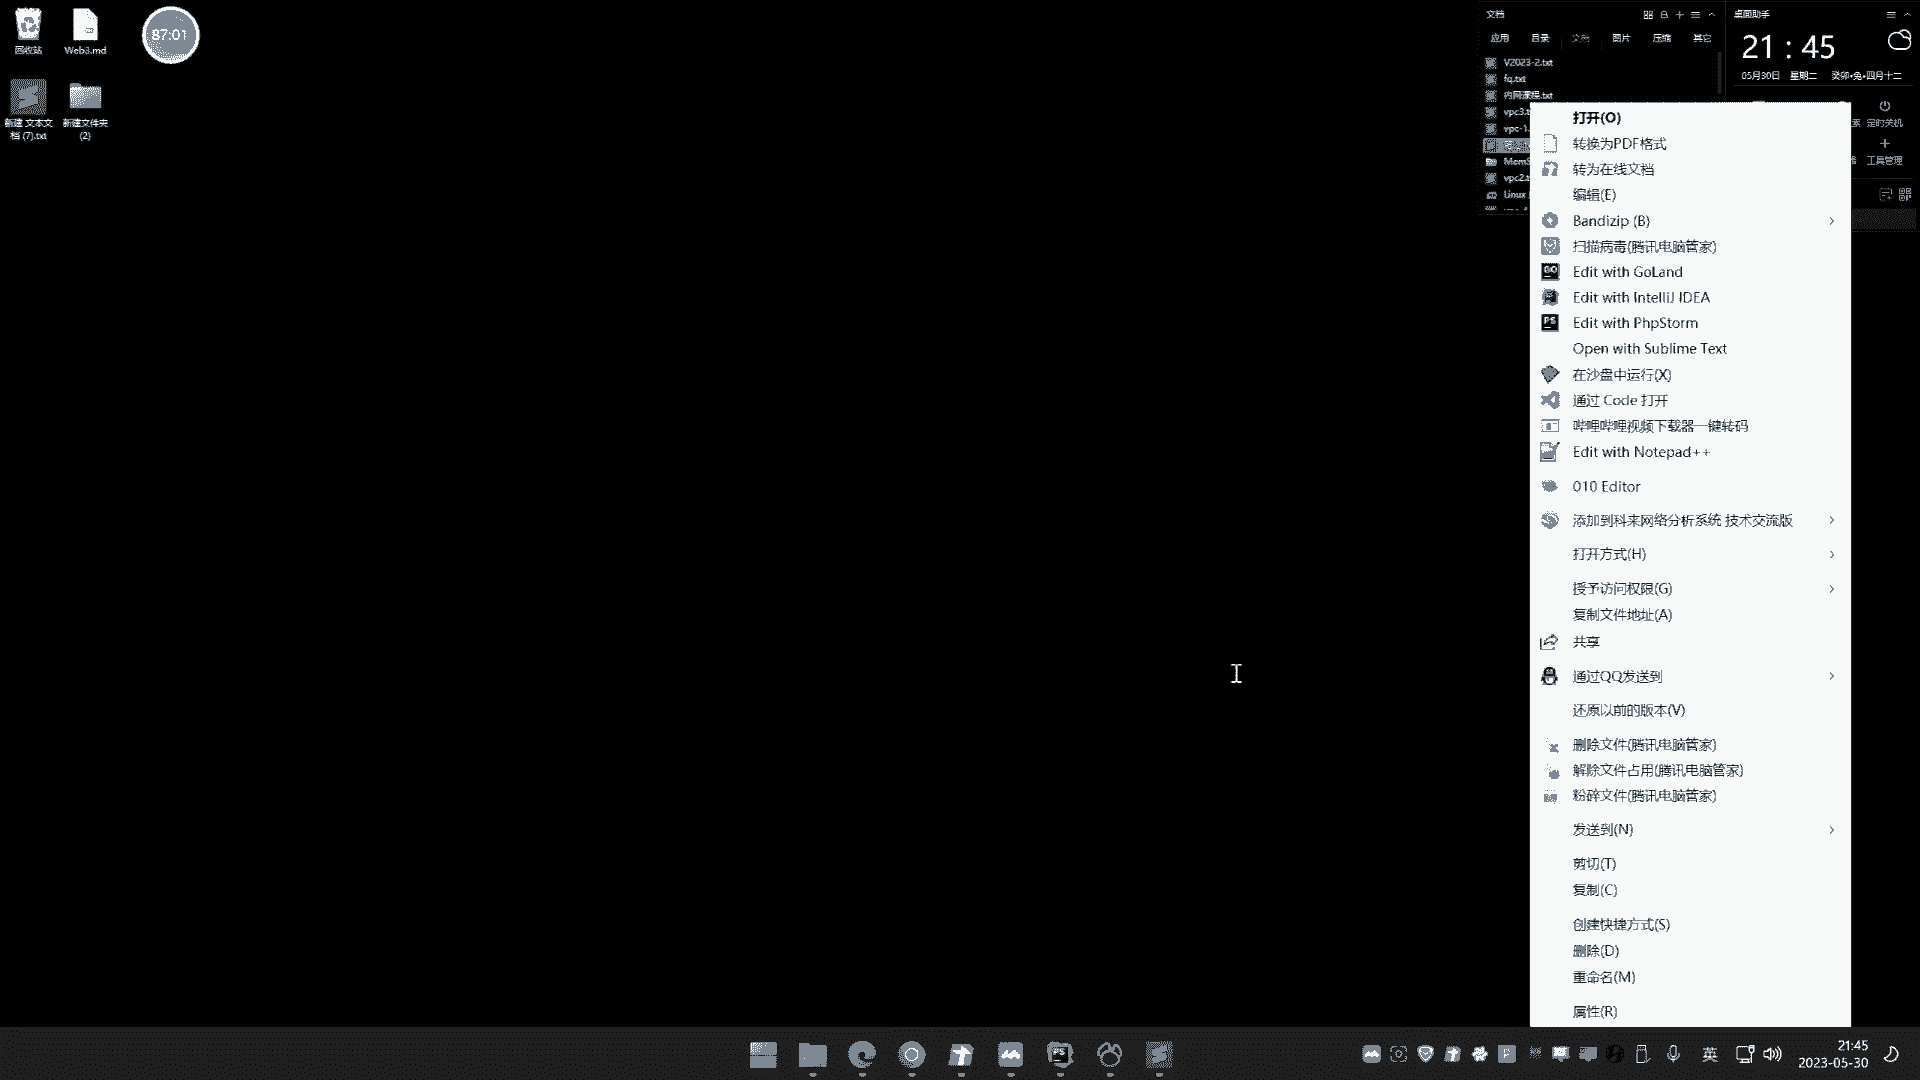 回收站
Web3.md
87:01
新建 文本文
档 (7).txt
新建文件夹
(2)
文档
应用
目录
文档
图片
压缩
其它
V2023-2.txt
fq.txt
内网课程.txt
vpc3.t
vpc-1.
MemS
vpc2.t
Linux
桌面助手
21 : 45
05月30日 星期二 癸卯•兔•四月十二
定时关机
工具管理
打开(O)
转换为PDF格式
转为在线文档
编辑(E)
Bandizip (B)
扫描病毒(腾讯电脑管家)
Edit with GoLand
Edit with IntelliJ IDEA
Edit with PhpStorm
Open with Sublime Text
在沙盘中运行(X)
通过 Code 打开
哔哩哔哩视频下载器一键转码
Edit with Notepad++
010 Editor
添加到科来网络分析系统 技术交流版
打开方式(H)
授予访问权限(G)
复制文件地址(A)
共享
通过QQ发送到
还原以前的版本(V)
删除文件(腾讯电脑管家)
解除文件占用(腾讯电脑管家)
粉碎文件(腾讯电脑管家)
发送到(N)
剪切(T)
复制(C)
创建快捷方式(S)
删除(D)
重命名(M)
属性(R)
英
21:45
2023-05-30